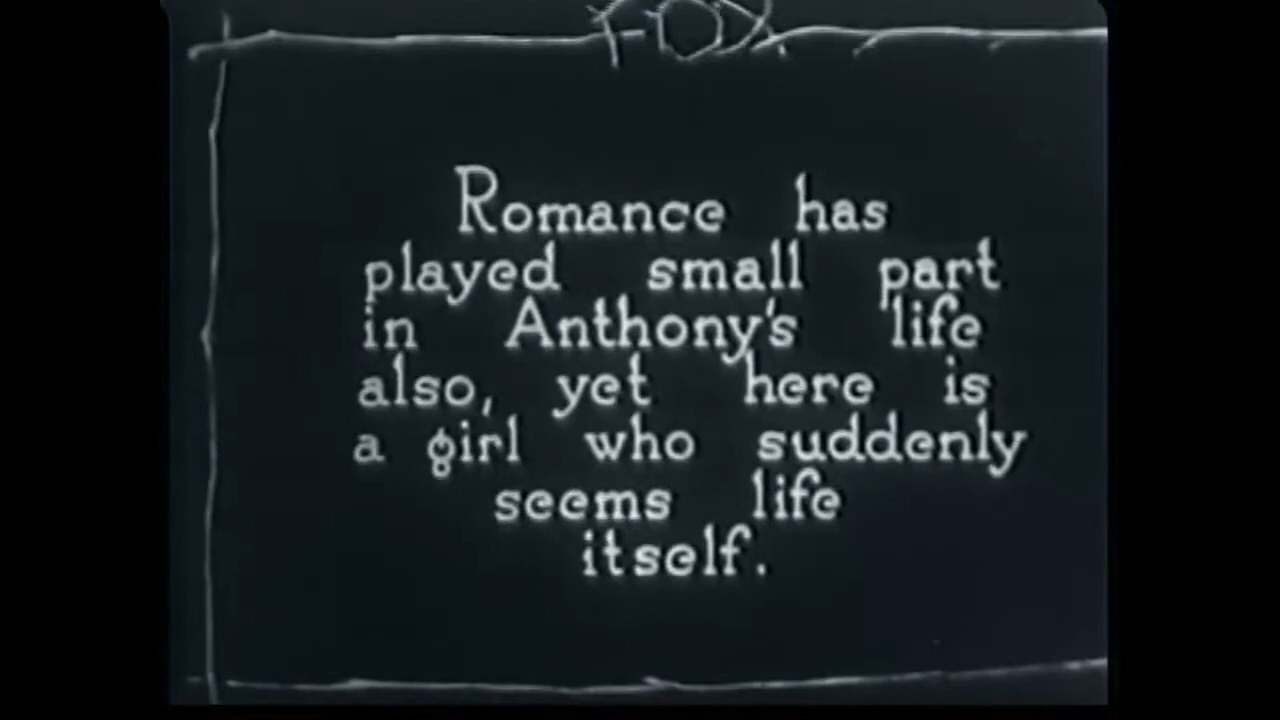 FOX
Romance has
played small part
in Anthony's life
also, yet here is
a girl who suddenly
seems life
itself.